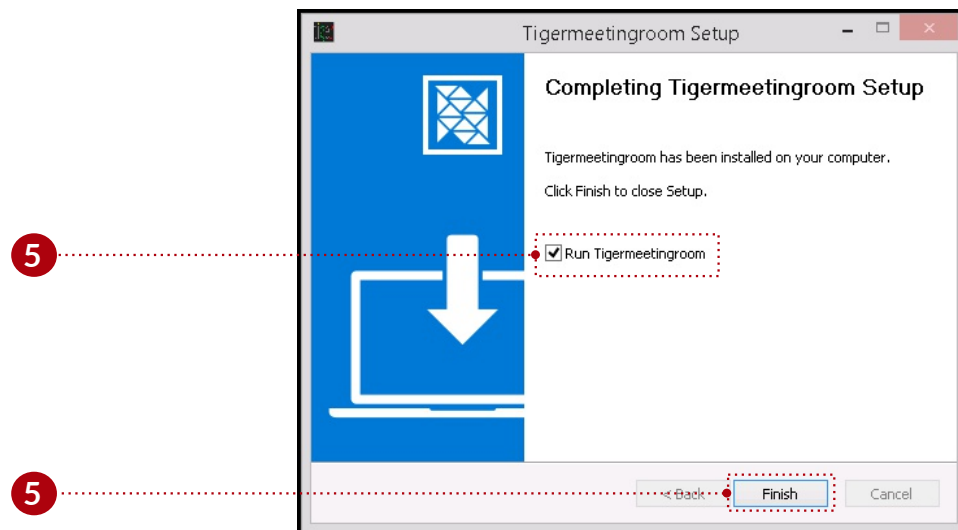 Tigermeetingroom Setup
Completing Tigermeetingroom Setup
Tigermeetingroom has been installed on your computer.
Click Finish to close Setup.
5
Run Tigermeetingroom
5
< Back
Finish
Cancel